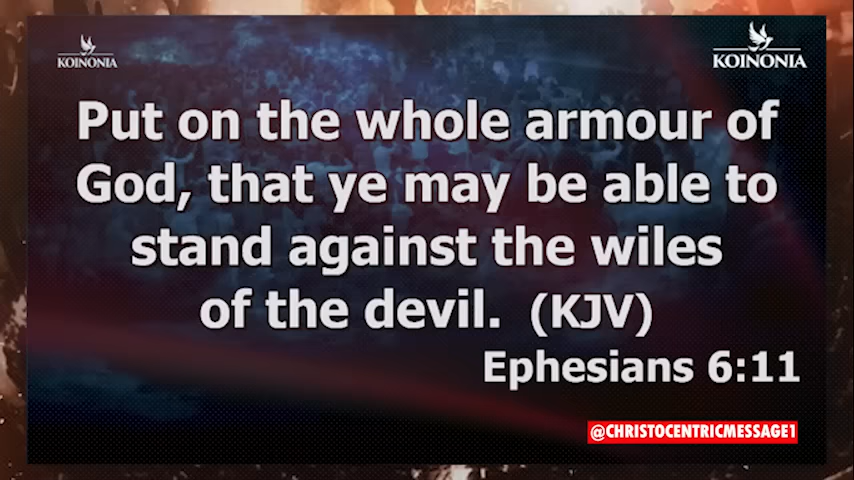 KOINONIA
KOINONIA
Put on the whole armour of
God, that ye may be able to
stand against the wiles
of the devil. (KJV)
Ephesians 6:11
@CHRISTOCENTRICMESSAGE1